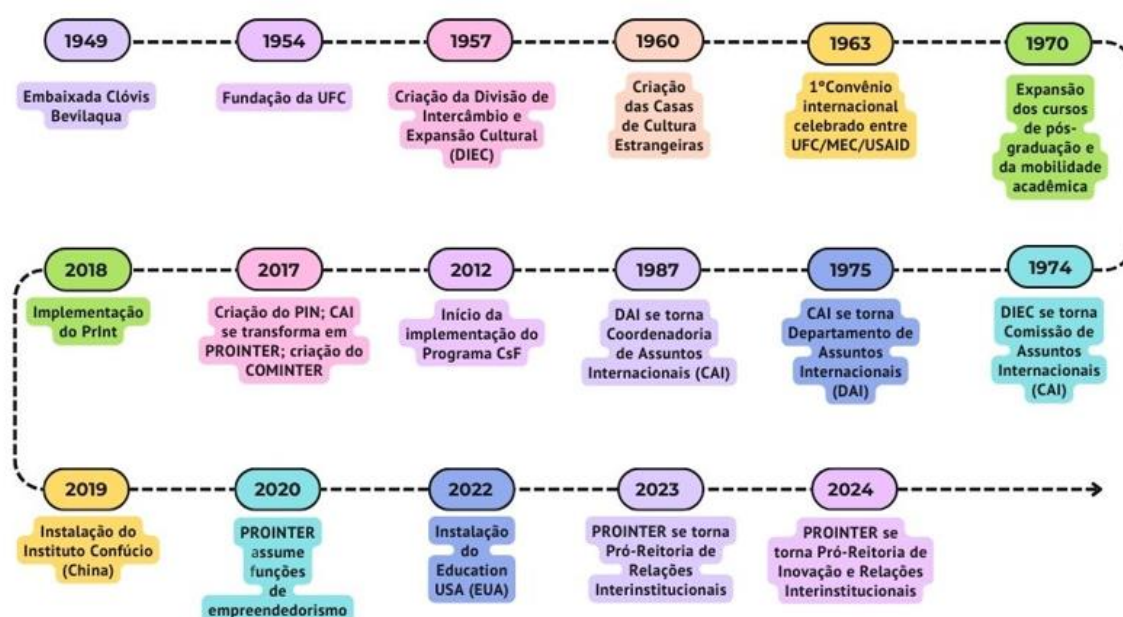 1949
Embaixada Clóvis
Bevilaqua
1954
Fundação da UFC
1957
Criação da Divisão de
Intercâmbio e
Expansão Cultural
(DIEC)
1960
Criação
das Casas
de Cultura
Estrangeiras
1963
1ºConvênio
internacional
celebrado entre
UFC/MEC/USAID
1970
Expansão
dos cursos
de pós-
graduação e
da mobilidade
acadêmica
1974
DIEC se torna
Comissão de
Assuntos
Internacionais
(CAI)
1975
CAI se torna
Departamento de
Assuntos
Internacionais
(DAI)
1987
DAI se torna
Coordenadoria
de Assuntos
Internacionais (CAI)
2012
Início da
implementação do
Programa CsF
2017
Criação do PIN; CAI
se transforma em
PROINTER; criação do
COMINTER
2018
Implementação
do PrInt
2019
Instalação do
Instituto Confúcio
(China)
2020
PROINTER
assume
funções
de
empreendedorismo
2022
Instalação
do
Education
USA (EUA)
2023
PROINTER se torna
Pró-Reitoria de
Relações
Interinstitucionais
2024
PROINTER se
torna Pró-Reitoria de
Inovação e Relações
Interinstitucionais